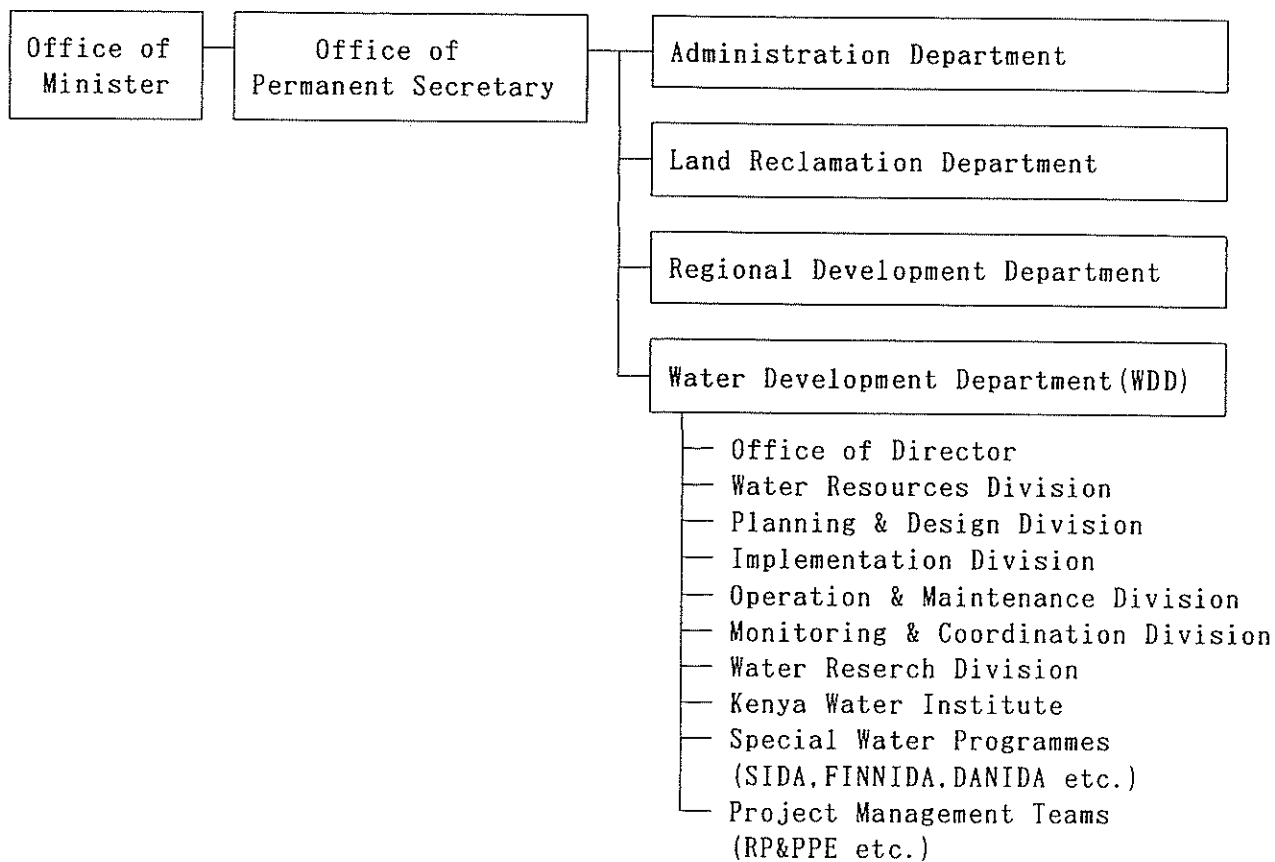 Office of
Minister
Office of
Permanent Secretary
Administration Department
Land Reclamation Department
Regional Development Department
Water Development Department(WDD)
Office of Director
Water Resources Division
Planning & Design Division
Implementation Division
Operation & Maintenance Division
Monitoring & Coordination Division
Water Reserch Division
Kenya Water Institute
Special Water Programmes
(SIDA,FINNIDA,DANIDA etc.)
Project Management Teams
(RP&PPE etc.)